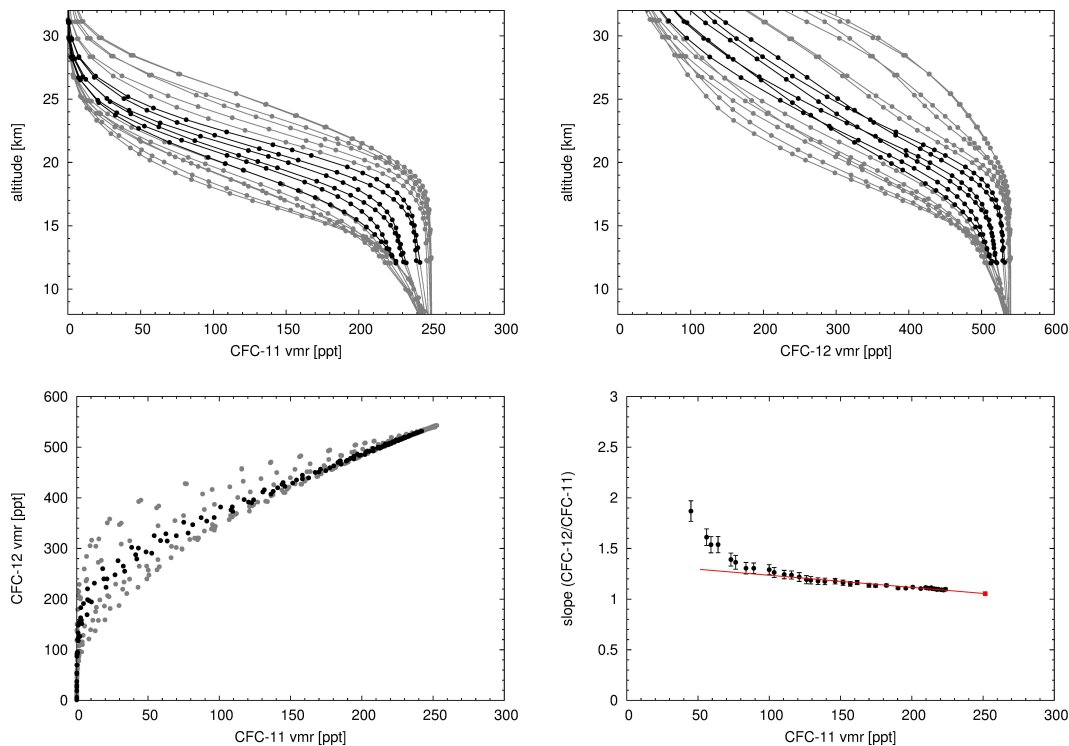 30
25
20
15
10
altitude [km]
0 50 100 150 200 250 300
CFC-11 vmr [ppt]
30
25
20
15
10
altitude [km]
0 100 200 300 400 500 600
CFC-12 vmr [ppt]
600
500
400
300
200
100
0
CFC-12 vmr [ppt]
0 50 100 150 200 250 300
CFC-11 vmr [ppt]
3
2.5
2
1.5
1
0.5
0
slope (CFC-12/CFC-11)
0 50 100 150 200 250 300
CFC-11 vmr [ppt]